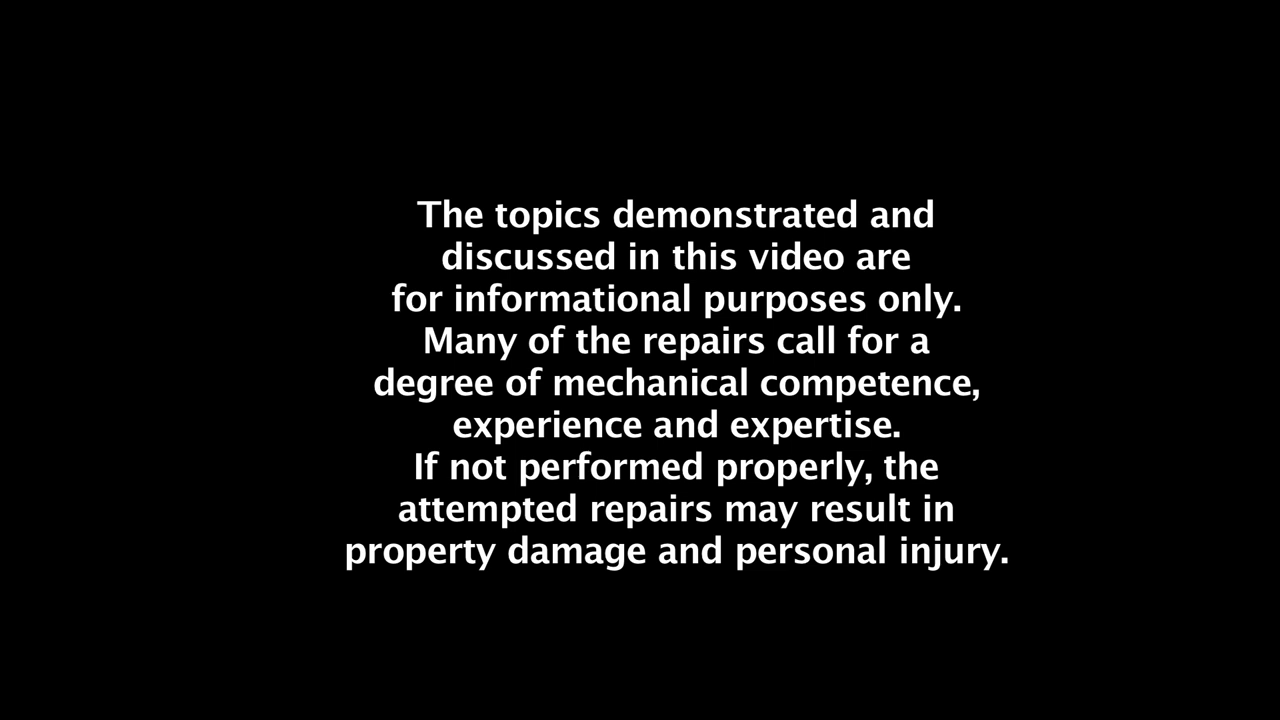 The topics demonstrated and
discussed in this video are
for informational purposes only.
Many of the repairs call for a
degree of mechanical competence,
experience and expertise.
If not performed properly, the
attempted repairs may result in
property damage and personal injury.